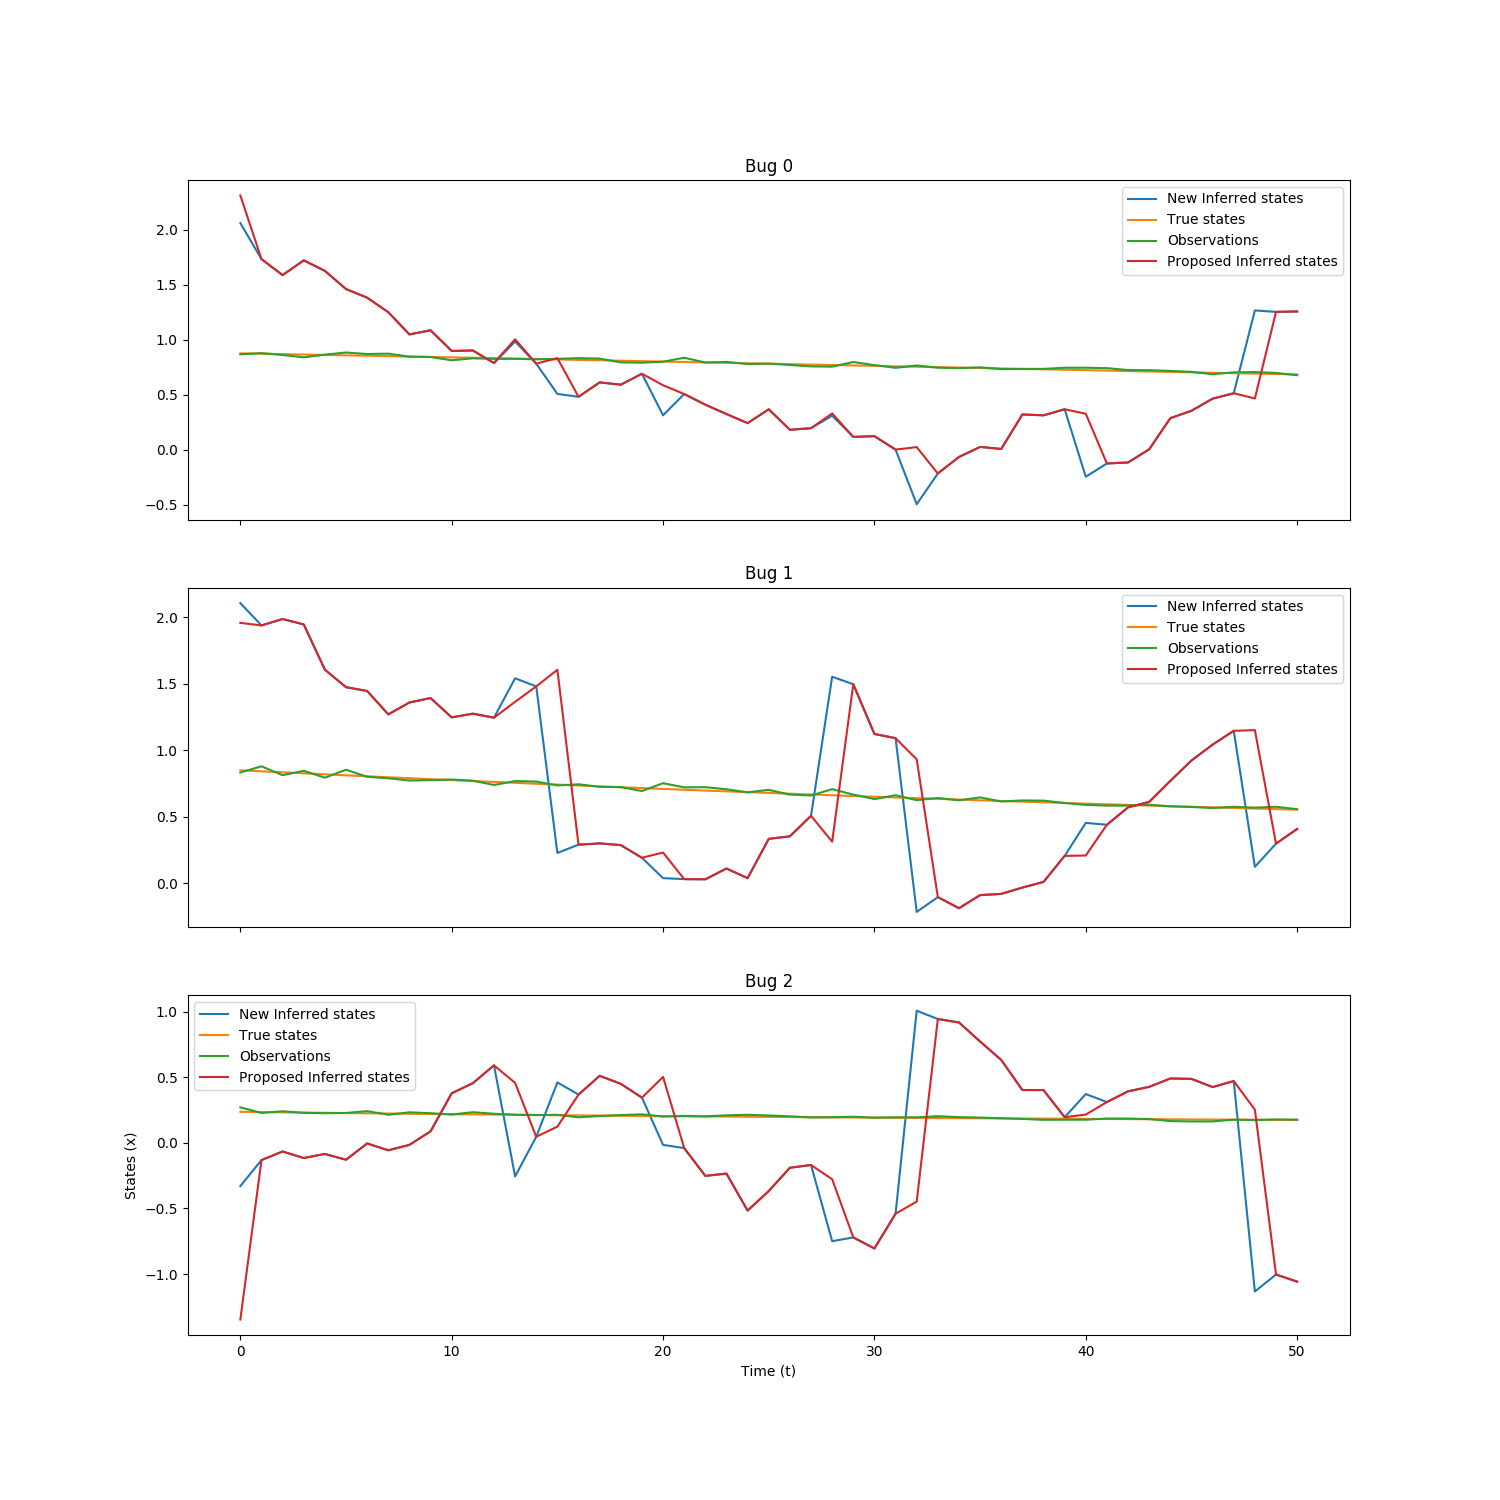 Bug 0
New Inferred states
True states
Observations
Proposed Inferred states
2.0
1.5
1.0
0.5
0.0
−0.5
Bug 1
New Inferred states
True states
Observations
Proposed Inferred states
2.0
1.5
1.0
0.5
0.0
Bug 2
New Inferred states
True states
Observations
Proposed Inferred states
1.0
0.5
0.0
−0.5
−1.0
States (x)
0 10 20 30 40 50
Time (t)